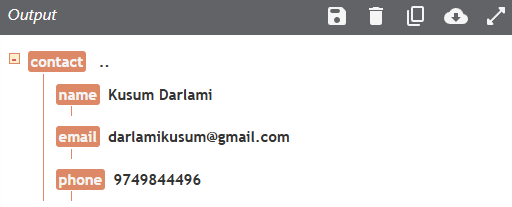 Output
contact ..
name Kusum Darlami
email darlamikusum@gmail.com
phone 9749844496